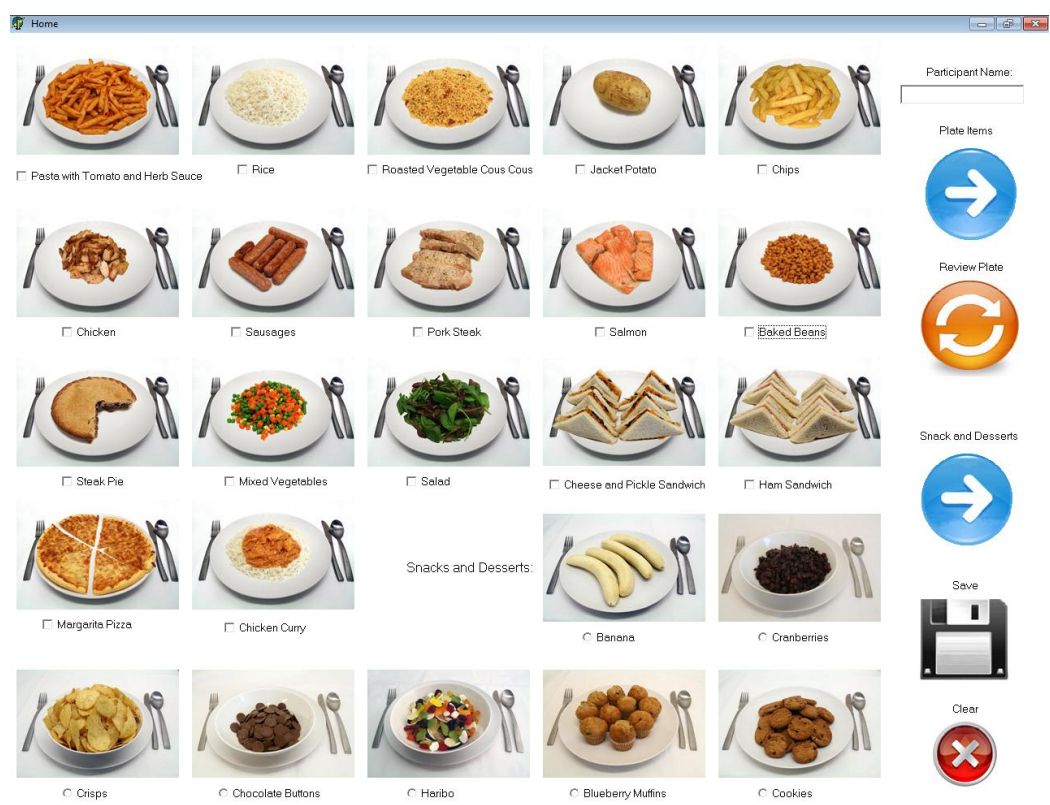 Home
Participant Name:
Pasta with Tomato and Herb Sauce
Rice
Roasted Vegetable Cous Cous
Jacket Potato
Chips
Plate Items
Chicken
Sausages
Pork Steak
Salmon
Baked Beans
Review Plate
Steak Pie
Mixed Vegetables
Salad
Cheese and Pickle Sandwich
Ham Sandwich
Snack and Desserts
Margarita Pizza
Chicken Curry
Snacks and Desserts:
Banana
Cranberries
Save
Crisps
Chocolate Buttons
Haribo
Blueberry Muffins
Cookies
Clear